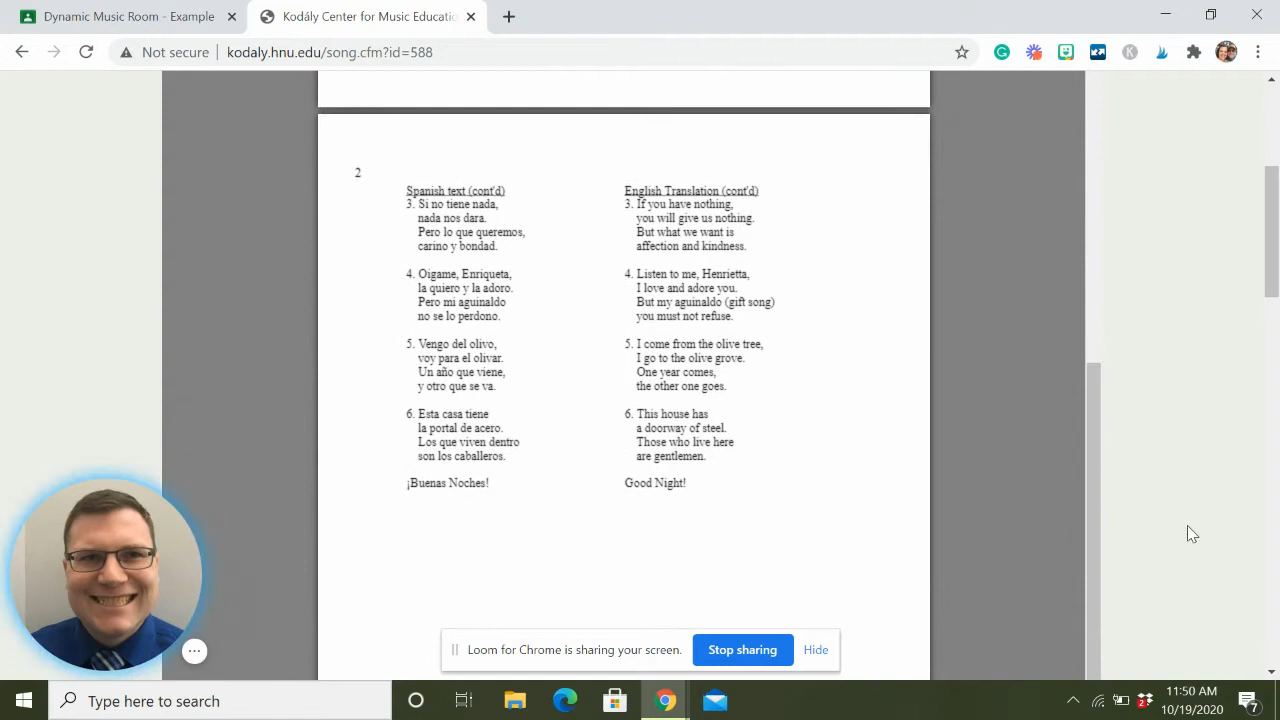 Dynamic Music Room - Example
Kodály Center for Music Educatio
Not secure
kodaly.hnu.edu/song.cfm?id=588
2
Spanish text (cont'd)
3. Si no tiene nada,
nada nos dara.
Pero lo que queremos,
carino y bondad.
4. Oigame, Enriqueta,
la quiero y la adoro.
Pero mi aguinaldo
no se lo perdono.
5. Vengo del olivo,
voy para el olivar.
Un año que viene,
y otro que se va.
6. Esta casa tiene
la portal de acero.
Los que viven dentro
son los caballeros.
¡Buenas Noches!
English Translation (cont'd)
3. If you have nothing,
you will give us nothing.
But what we want is
affection and kindness.
4. Listen to me, Henrietta,
I love and adore you.
But my aguinaldo (gift song)
you must not refuse.
5. I come from the olive tree,
I go to the olive grove.
One year comes,
the other one goes.
6. This house has
a doorway of steel.
Those who live here
are gentlemen.
Good Night!
Loom for Chrome is sharing your screen.
Stop sharing
Hide
Type here to search
2
11:50 AM
10/19/2020
7